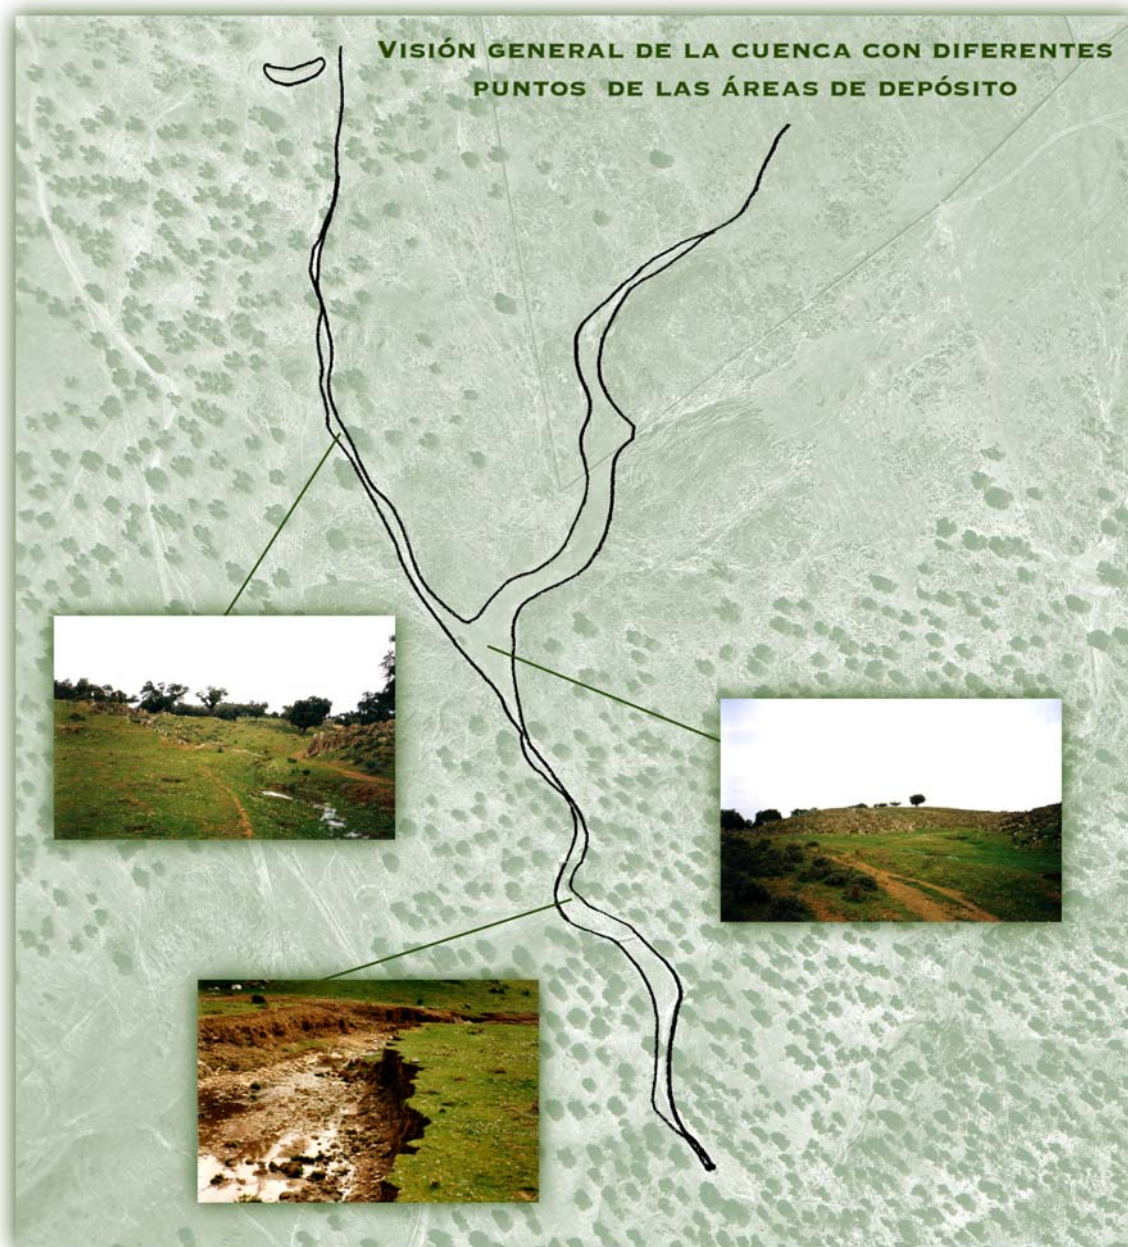 VISIÓN GENERAL DE LA CUENCA CON DIFERENTES
PUNTOS DE LAS ÁREAS DE DEPÓSITO